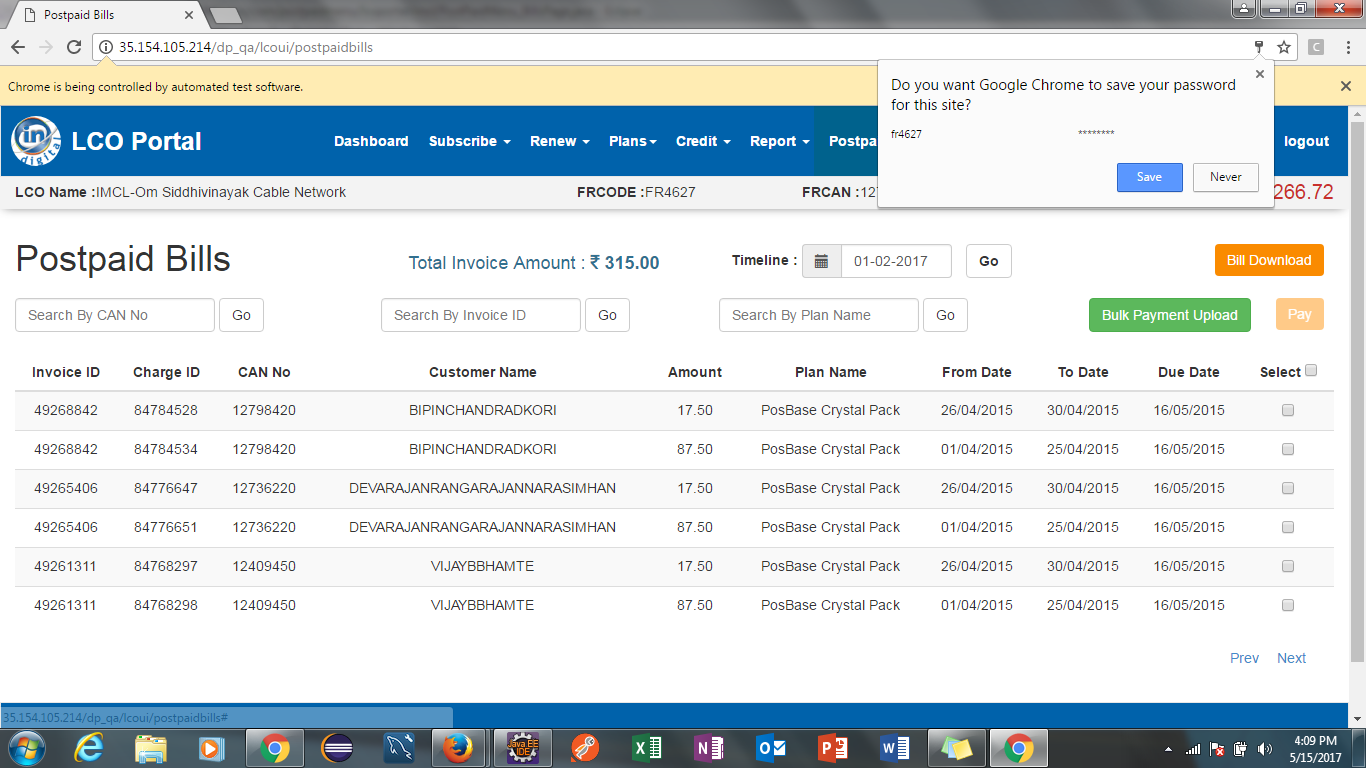 Postpaid Bills
35.154.105.214/dp_qa/lcoui/postpaidbills
C
Chrome is being controlled by automated test software.
Do you want Google Chrome to save your password
for this site?
fr4627 ********
Save Never
in digital
LCO Portal Dashboard Subscribe Renew Plans Credit Report Postpa logout
LCO Name :IMCL-Om Siddhivinayak Cable Network FRCODE :FR4627 FRCAN :12 266.72
Postpaid Bills Total Invoice Amount : ₹ 315.00 Timeline : 01-02-2017 Go Bill Download
Search By CAN No Go Search By Invoice ID Go Search By Plan Name Go Bulk Payment Upload Pay
Invoice ID Charge ID CAN No Customer Name Amount Plan Name From Date To Date Due Date Select
49268842 84784528 12798420 BIPINCHANDRADKORI 17.50 PosBase Crystal Pack 26/04/2015 30/04/2015 16/05/2015
49268842 84784534 12798420 BIPINCHANDRADKORI 87.50 PosBase Crystal Pack 01/04/2015 25/04/2015 16/05/2015
49265406 84776647 12736220 DEVARAJANRANGARAJANNARASIMHAN 17.50 PosBase Crystal Pack 26/04/2015 30/04/2015 16/05/2015
49265406 84776651 12736220 DEVARAJANRANGARAJANNARASIMHAN 87.50 PosBase Crystal Pack 01/04/2015 25/04/2015 16/05/2015
49261311 84768297 12409450 VIJAYBBHAMTE 17.50 PosBase Crystal Pack 26/04/2015 30/04/2015 16/05/2015
49261311 84768298 12409450 VIJAYBBHAMTE 87.50 PosBase Crystal Pack 01/04/2015 25/04/2015 16/05/2015
Prev Next
35.154.105.214/dp_qa/lcoui/postpaidbills#
Java EE
IDE
4:09 PM
5/15/2017